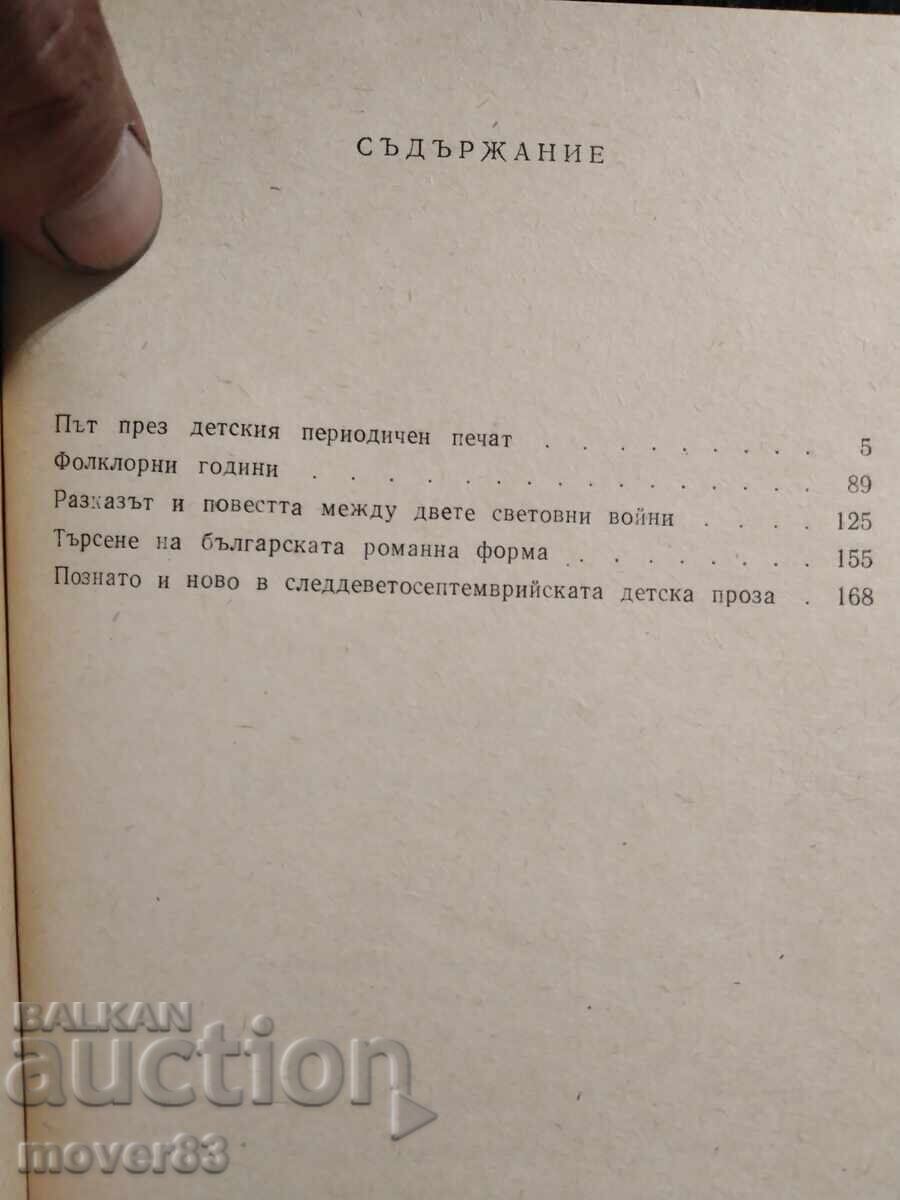 СЪДЪРЖАНИЕ
Път през детския периодичен печат . . . . . . . . 5
Фолклорни години . . . . . . . . . . . . . 89
Разказът и повестта между двете световни войни . . . . 125
Търсене на българската романна форма . . . . . . . 155
Познато и ново в следдеветосептемврийската детска проза . 168
BALKAN
auction
mover83